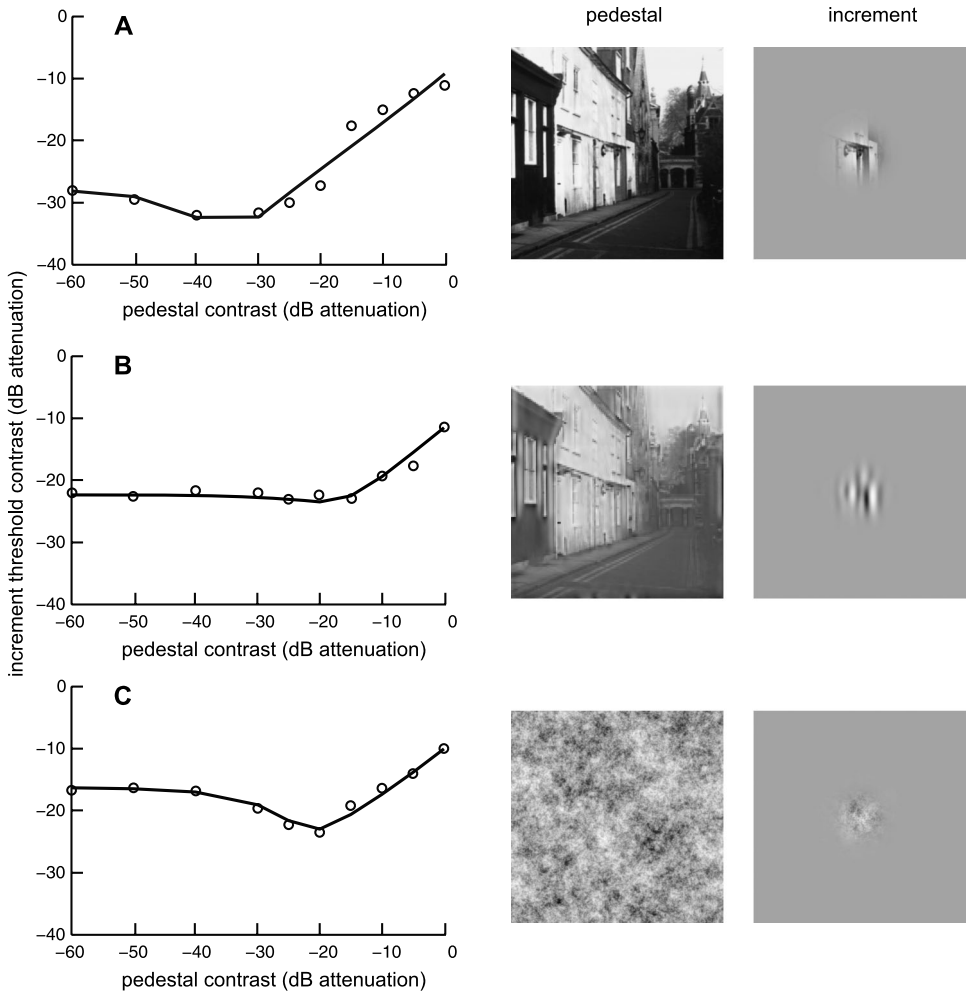 pedestal increment
A
0
−10
−20
−30
−40
−60 −50 −40 −30 −20 −10 0
pedestal contrast (dB attenuation)
increment threshold contrast (dB attenuation)
B
0
−10
−20
−30
−40
−60 −50 −40 −30 −20 −10 0
pedestal contrast (dB attenuation)
C
0
−10
−20
−30
−40
−60 −50 −40 −30 −20 −10 0
pedestal contrast (dB attenuation)